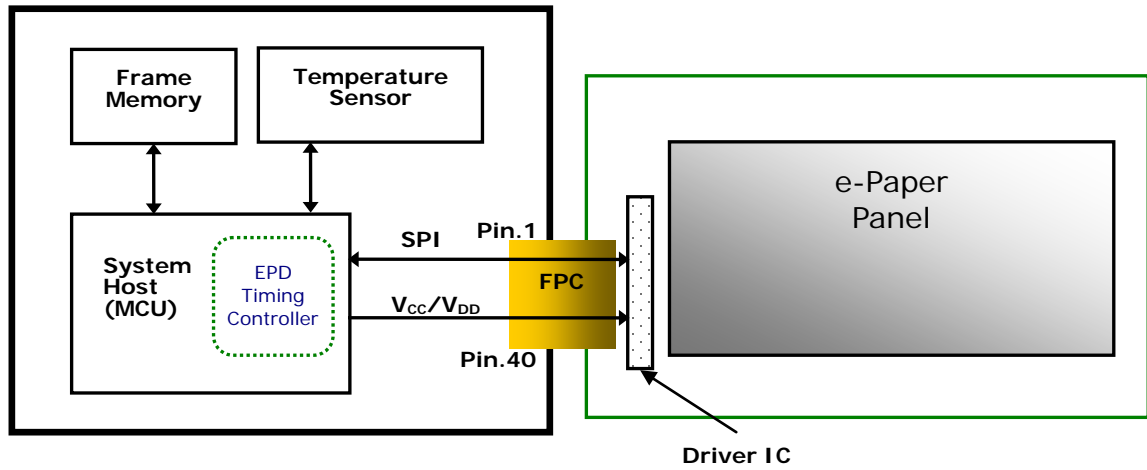 Frame
Memory
Temperature
Sensor
System
Host
(MCU)
EPD
Timing
Controller
SPI
Pin.1
FPC
VCC/VDD
Pin.40
e-Paper
Panel
Driver IC